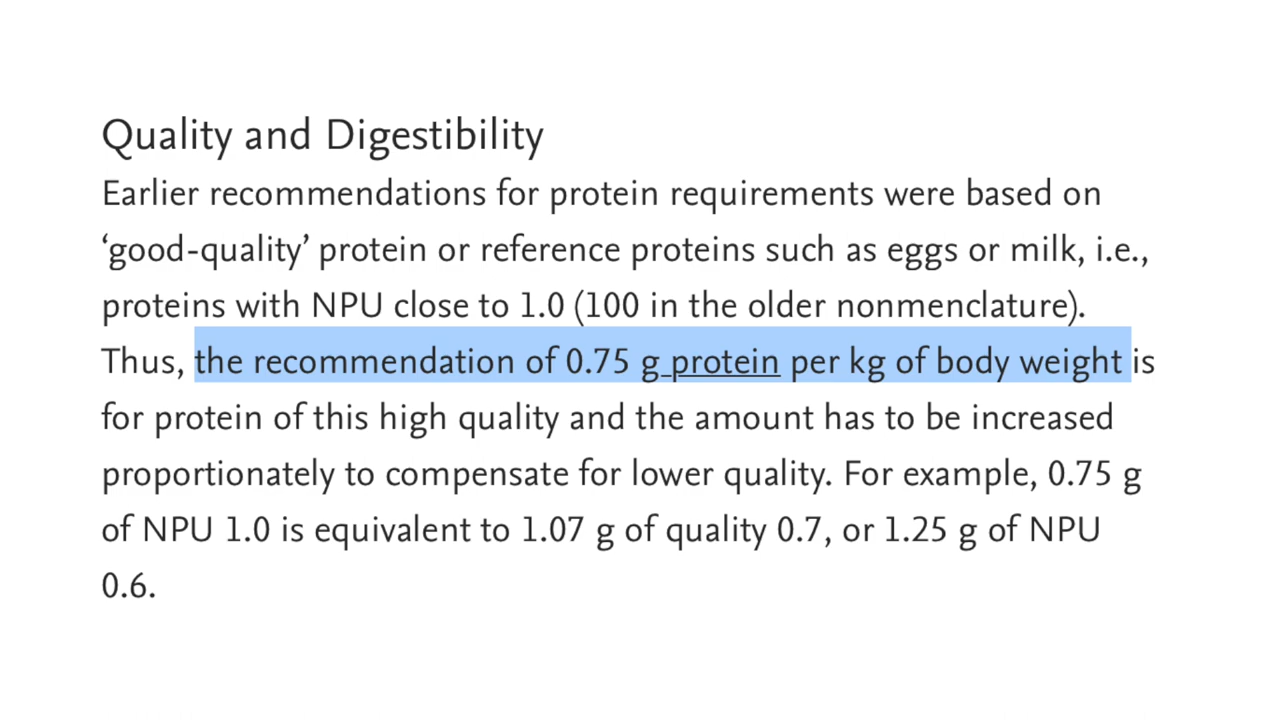 Quality and Digestibility
Earlier recommendations for protein requirements were based on
‘good-quality’ protein or reference proteins such as eggs or milk, i.e.,
proteins with NPU close to 1.0 (100 in the older nonmenclature).
Thus, the recommendation of 0.75 g protein per kg of body weight is
for protein of this high quality and the amount has to be increased
proportionately to compensate for lower quality. For example, 0.75 g
of NPU 1.0 is equivalent to 1.07 g of quality 0.7, or 1.25 g of NPU
0.6.